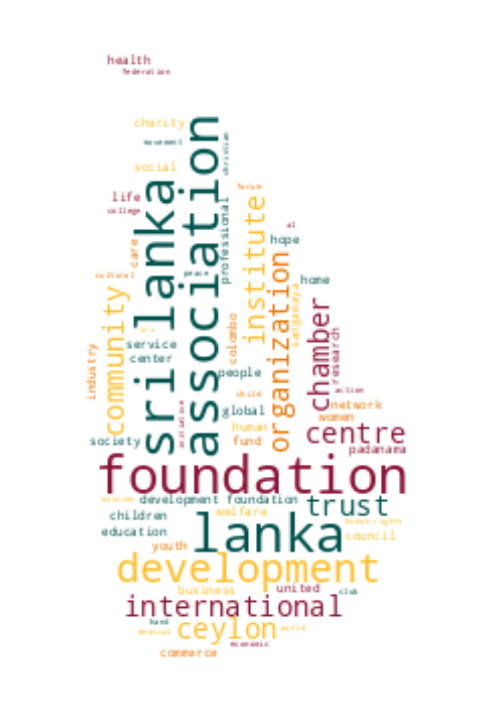 health
federation
charity
movement
christian
social
sri lanka
association
life
college
forum
professional
institute
al
hope
care
organization
cultural
peace
home
community
sangamaya
chamber
colombo
service
research
center
industry
people
action
child
initiative
network
global
women
human
society
fund
centre
padanama
foundation
mission
development foundation
trust
children
welfare
lanka
human rights
education
council
youth
development
business
united
club
international
hand
ceylon
world
medical
economic
commerce